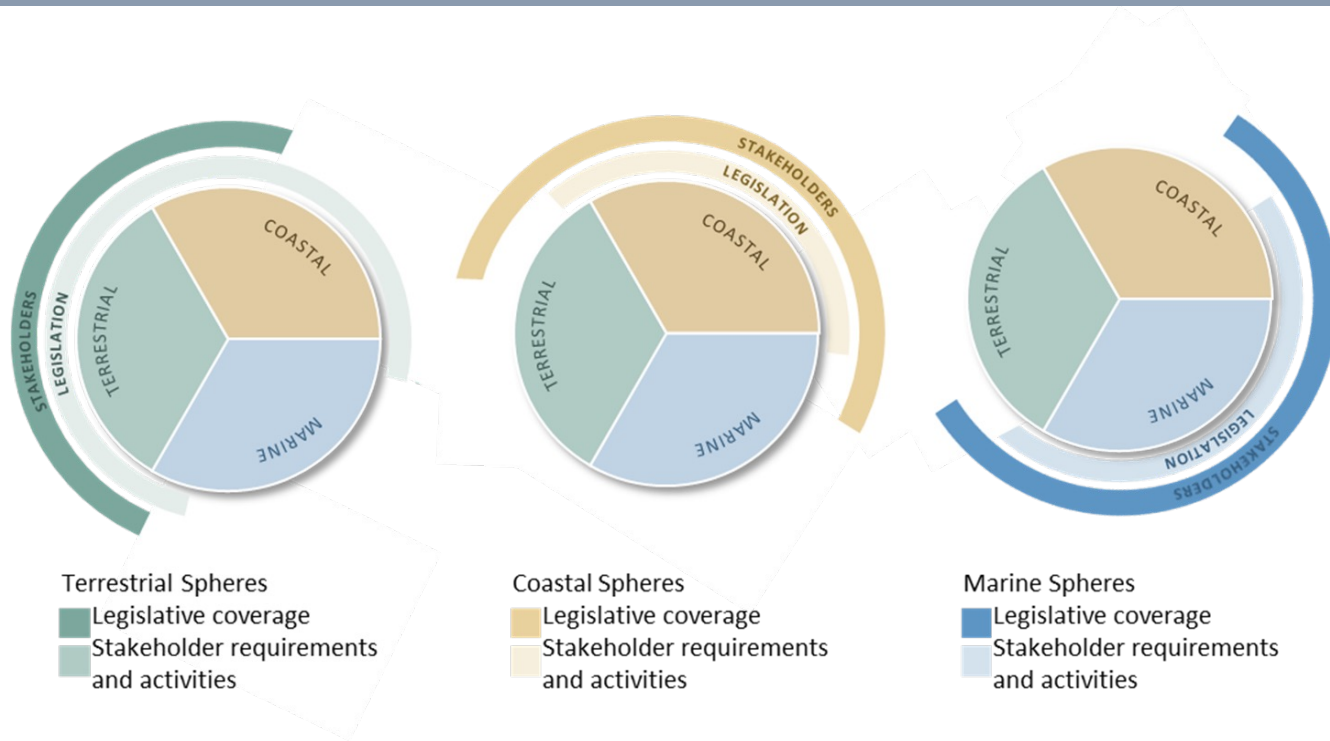 STAKEHOLDERS
LEGISLATION
TERRESTRIAL
COASTAL
MARINE
STAKEHOLDERS
LEGISLATION
TERRESTRIAL
COASTAL
MARINE
STAKEHOLDERS
LEGISLATION
TERRESTRIAL
COASTAL
MARINE
Terrestrial Spheres
Legislative coverage
Stakeholder requirements
and activities
Coastal Spheres
Legislative coverage
Stakeholder requirements
and activities
Marine Spheres
Legislative coverage
Stakeholder requirements
and activities